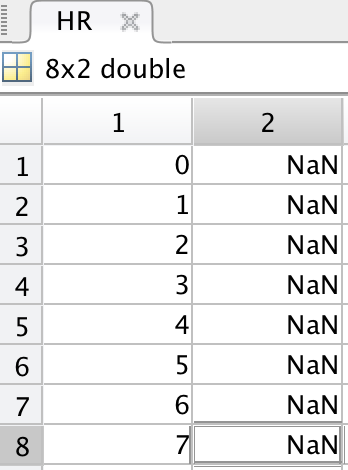 HR
8x2 double
1 2
1 0 NaN
2 1 NaN
3 2 NaN
4 3 NaN
5 4 NaN
6 5 NaN
7 6 NaN
8 7 NaN